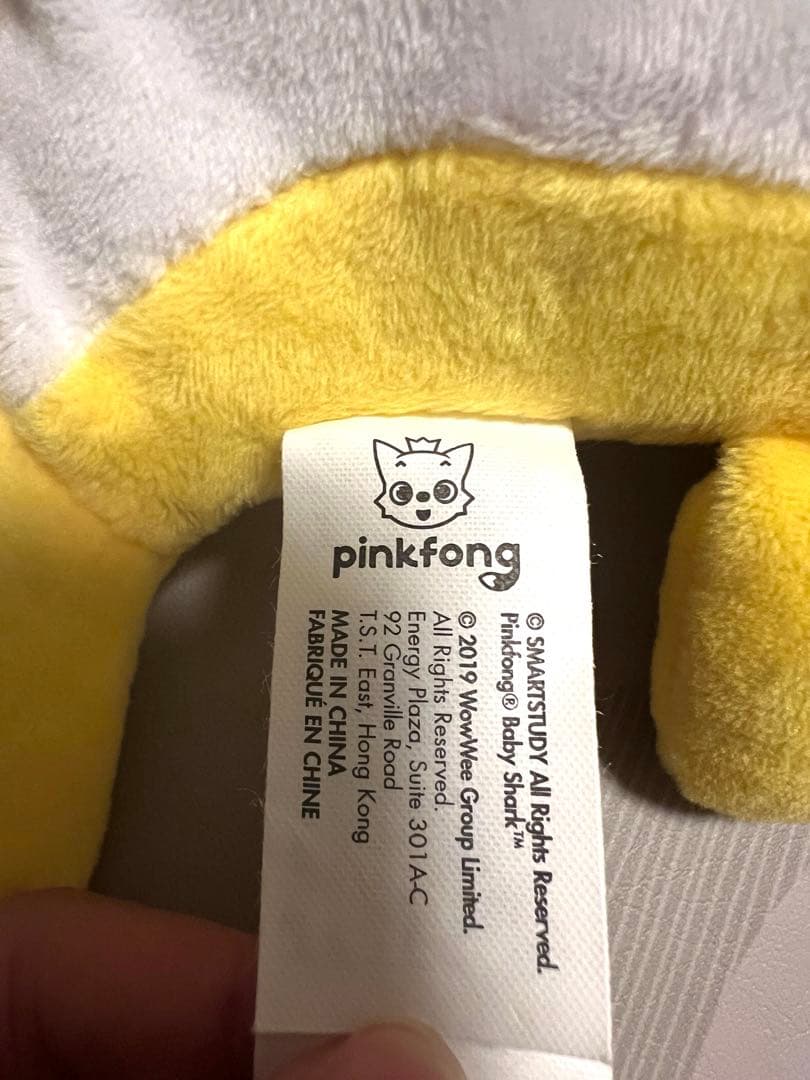 pinkfong
© SMARTSTUDY All Rights Reserved.
Pinkfong® Baby Shark™
© 2019 WowWee Group Limited.
All Rights Reserved.
Energy Plaza, Suite 301A-C
92 Granville Road
T.S.T. East, Hong Kong
MADE IN CHINA
FABRIQUÉ EN CHINE